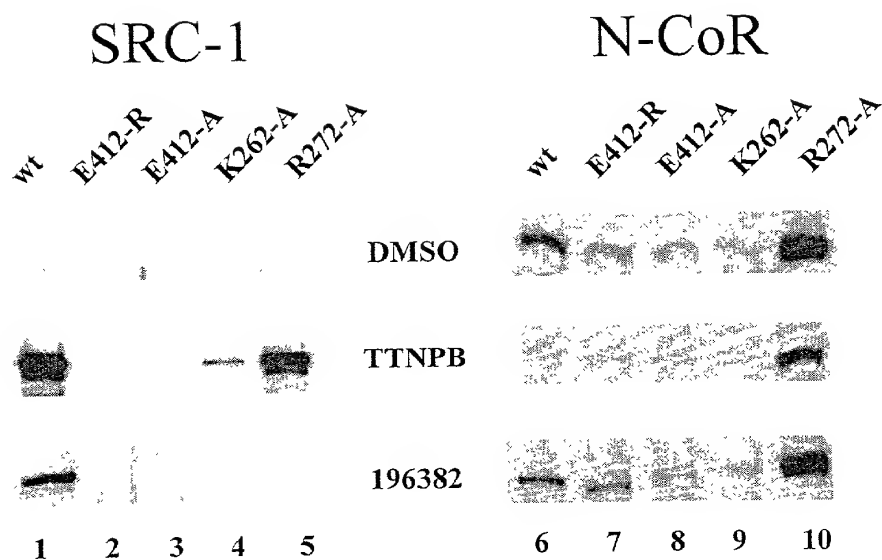 SRC-1
N-CoR
wt E412-R E412-A K262-A R272-A
wt E412-R E412-A K262-A R272-A
DMSO
TTNPB
196382
1 2 3 4 5
6 7 8 9 10